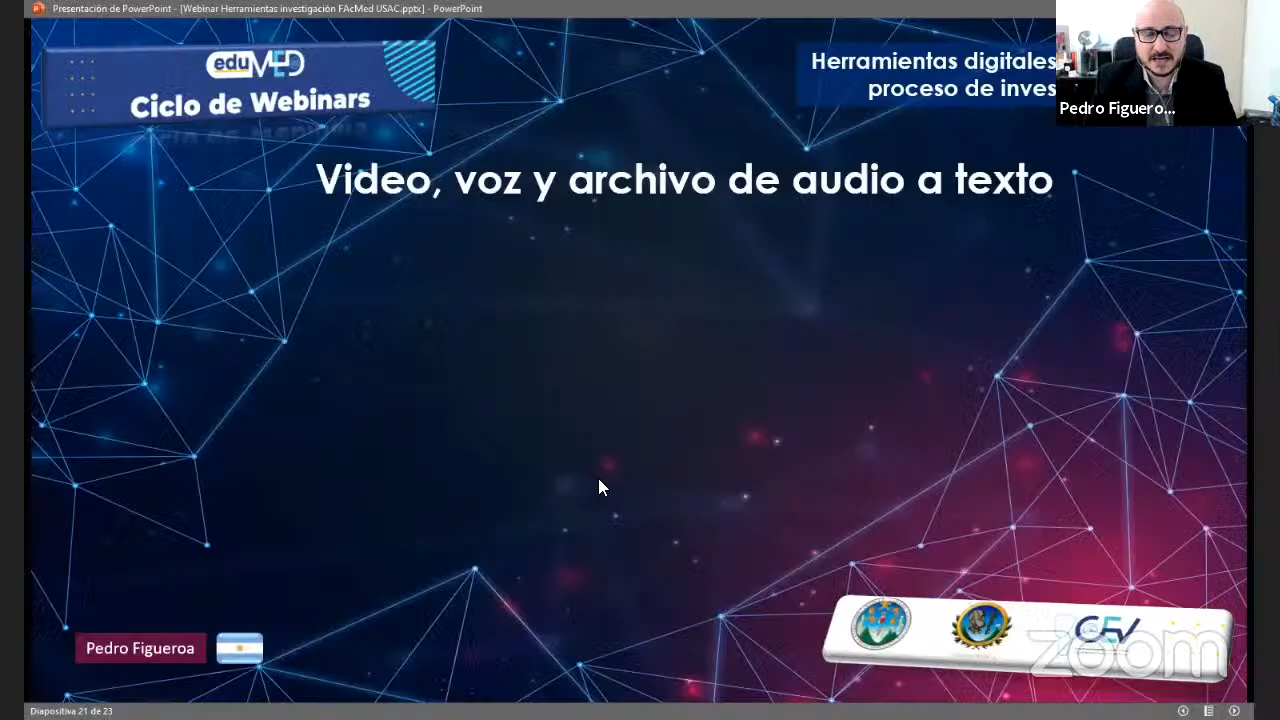 Presentación de PowerPoint - [Webinar Herramientas investigación FAcMed USAC.pptx] - PowerPoint
eduMED
Ciclo de Webinars
Herramientas digitales
proceso de inves
Pedro Figuero...
Video, voz y archivo de audio a texto
Pedro Figueroa
CEV
zoom
Diapositiva 21 de 23